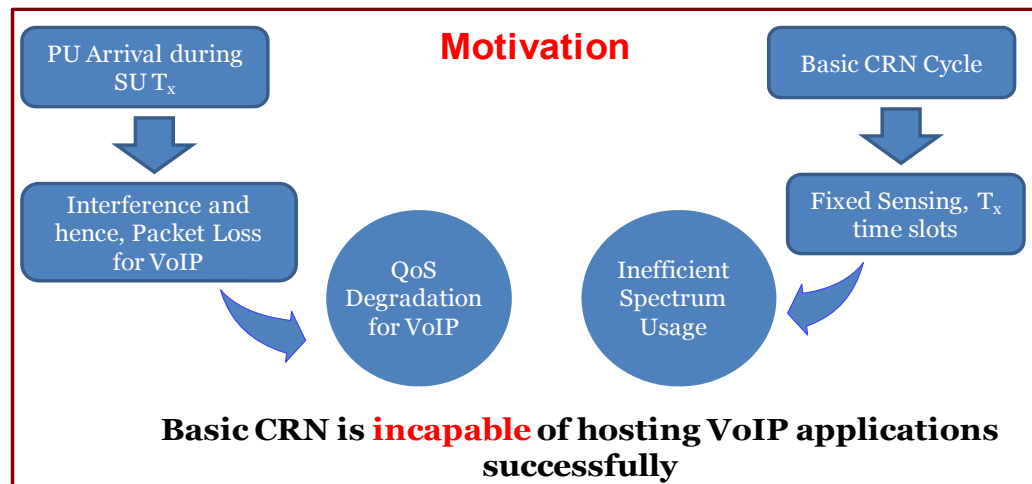 Motivation
PU Arrival during
SU Tx
Interference and
hence, Packet Loss
for VoIP
QoS
Degradation
for VoIP
Basic CRN Cycle
Fixed Sensing, Tx
time slots
Inefficient
Spectrum
Usage
Basic CRN is incapable of hosting VoIP applications
successfully